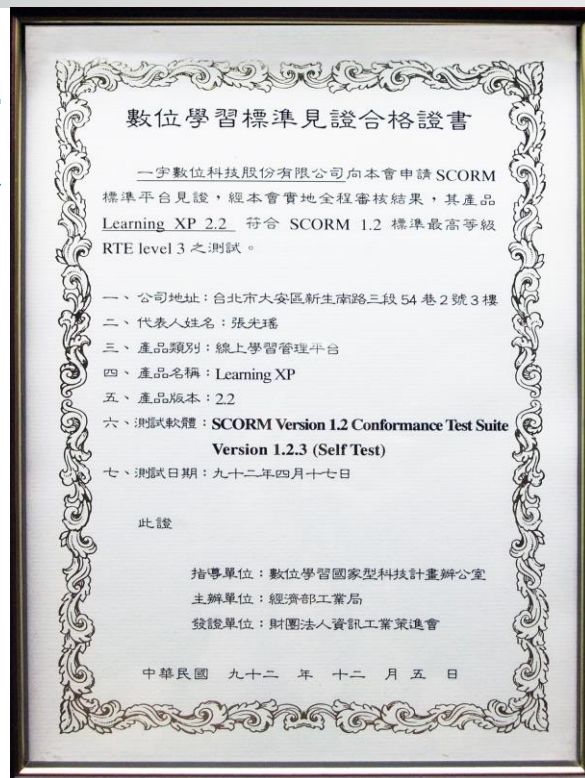 數位學習標準見證合格證書
一宇數位科技股份有限公司向本會申請 SCORM
標準平台見證,經本會實地全程審核結果,其產品
Learning XP 2.2 符合 SCORM 1.2 標準最高等級
RTE level 3 之測試。
一、公司地址:台北市大安區新生南路三段 54 巷 2 號 3 樓
二、代表人姓名:張光瑤
三、產品類別:線上學習管理平台
四、產品名稱:Learning XP
五、產品版本:2.2
六、測試軟體:SCORM Version 1.2 Conformance Test Suite
Version 1.2.3 (Self Test)
七、測試日期:九十二年四月十七日
此證
指導單位:數位學習國家型科技計畫辦公室
主辦單位:經濟部工業局
發證單位:財團法人資訊工業策進會
中華民國 九十二 年 十二 月 五 日